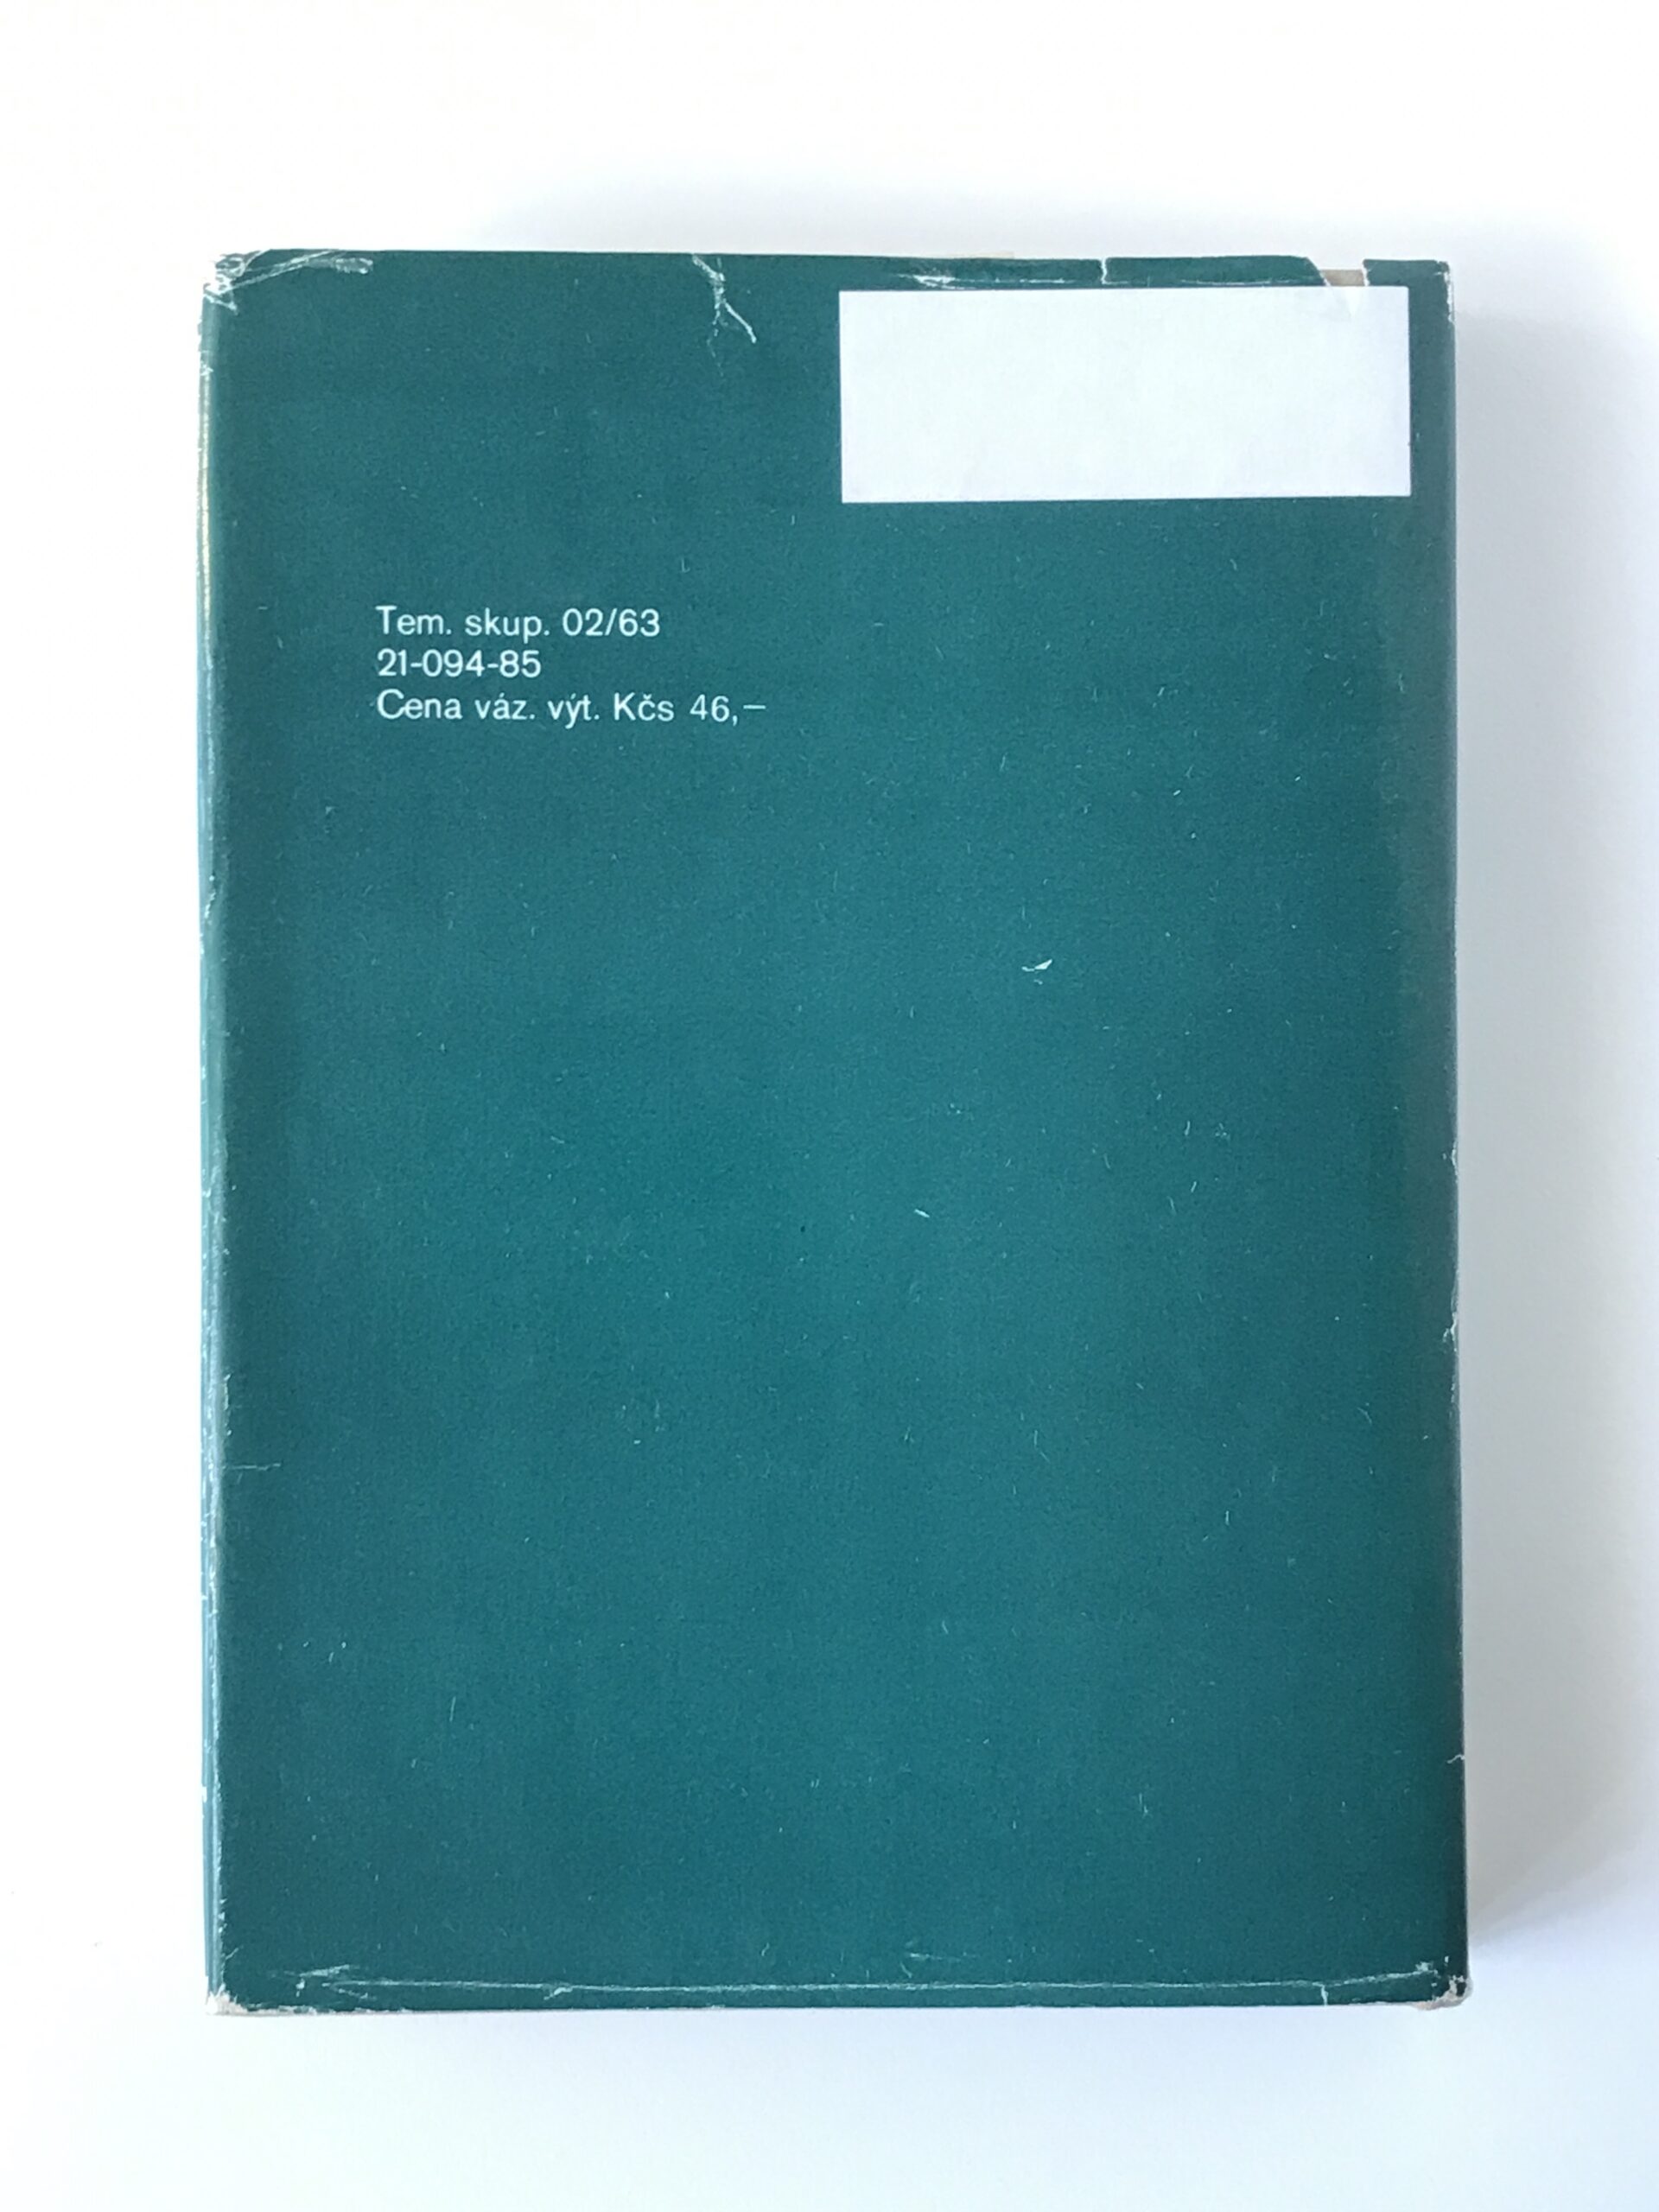 Tem. skup. 02/63
21-094-85
Cena váz. výt. Kčs 46,—